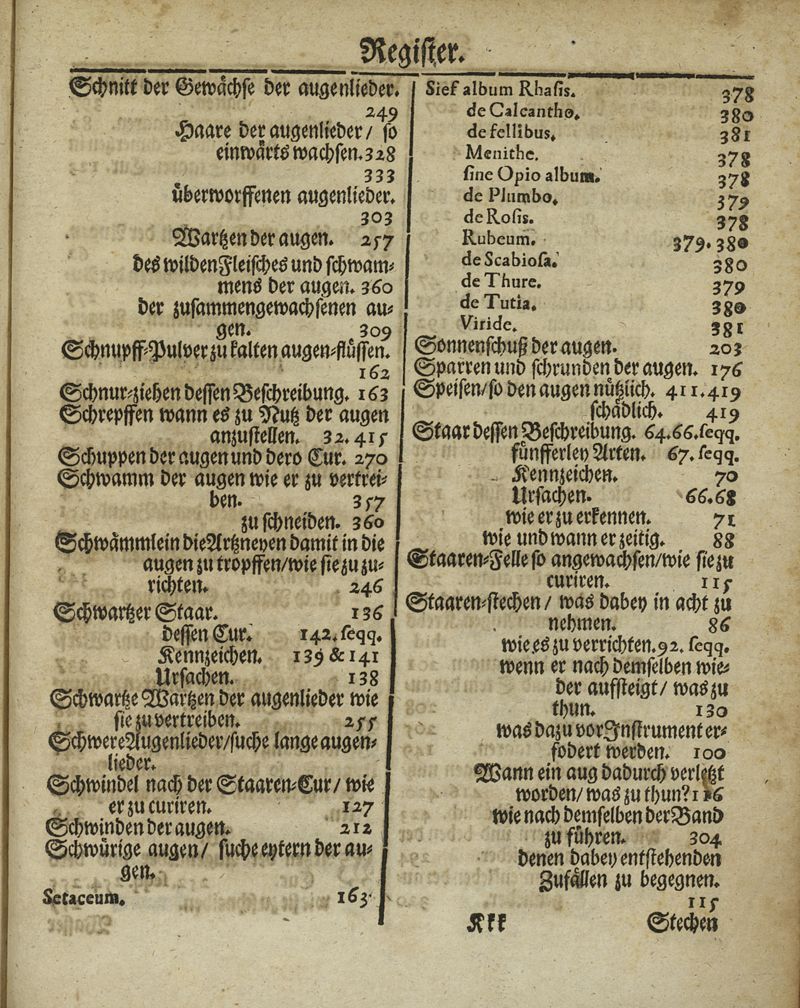 Register.
Schnitt der Gewächse der augenlieder.
249
Haare der augenlieder/ so
einwärts wachsen. 328
333
überworffenen augenlieder.
303
Wartzen der augen. 257
des wilden Fleisches und schwam-
mens der augen. 360
der zusammengewachsenen au-
gen. 309
Schnupff-Pulver zu kalten augen-flüssen.
162
Schnur-ziehen dessen Beschreibung. 163
Schrepffen wann es zu Nutz der augen
anzustellen. 32. 415
Schuppen der augen und dero Cur. 270
Schwamm der augen wie er zu vertrei-
ben. 357
zu schneiden. 360
Schwämmlein die Artzneyen damit in die
augen zu tropffen/wie sie zu zu-
richten. 246
Schwartzer Staar. 136
dessen Cur. 142. seqq.
Kennzeichen. 139 & 141
Ursachen. 138
Schwartze Wartzen der augenlieder wie
sie zu vertreiben. 255
Schwere Augenlieder/suche lange augen-
lieder.
Schwindel nach der Staaren-Cur/ wie
er zu curiren. 127
Schwinden der augen. 212
Schwürige augen/ suche eytern der au-
gen.
Setaceum. 163.
Sief album Rhasis. 378
de Calcantho. 380
de fellibus. 381
Menithe. 378
sine Opio album. 378
de Plumbo. 379
de Rosis. 378
Rubeum. 379. 380
de Scabiosa. 380
de Thure. 379
de Tutia. 380
Viride. 381
Sonnenschuß der augen. 203
Sparren und schrunden der augen. 176
Speisen/so den augen nützlich. 411. 419
schädlich. 419
Staar dessen Beschreibung. 64. 66. seqq.
fünfferley Arten. 67. seqq.
Kennzeichen. 70
Ursachen. 66. 68
wie er zu erkennen. 71
wie und wann er zeitig. 88
Staaren-Felle so angewachsen/wie sie zu
curiren. 115
Staaren-stechen/ was dabey in acht zu
nehmen. 86
wie es zu verrichten. 92. seqq.
wenn er nach demselben wie-
der aufsteigt/ was zu
thun. 130
was dazu vor Instrument er-
fodert werden. 100
Wann ein aug dadurch verletzt
worden/ was zu thun? 116
wie nach demselben der Band
zu führen. 304
denen dabey entstehenden
Zufällen zu begegnen.
115
Kkk Stechen